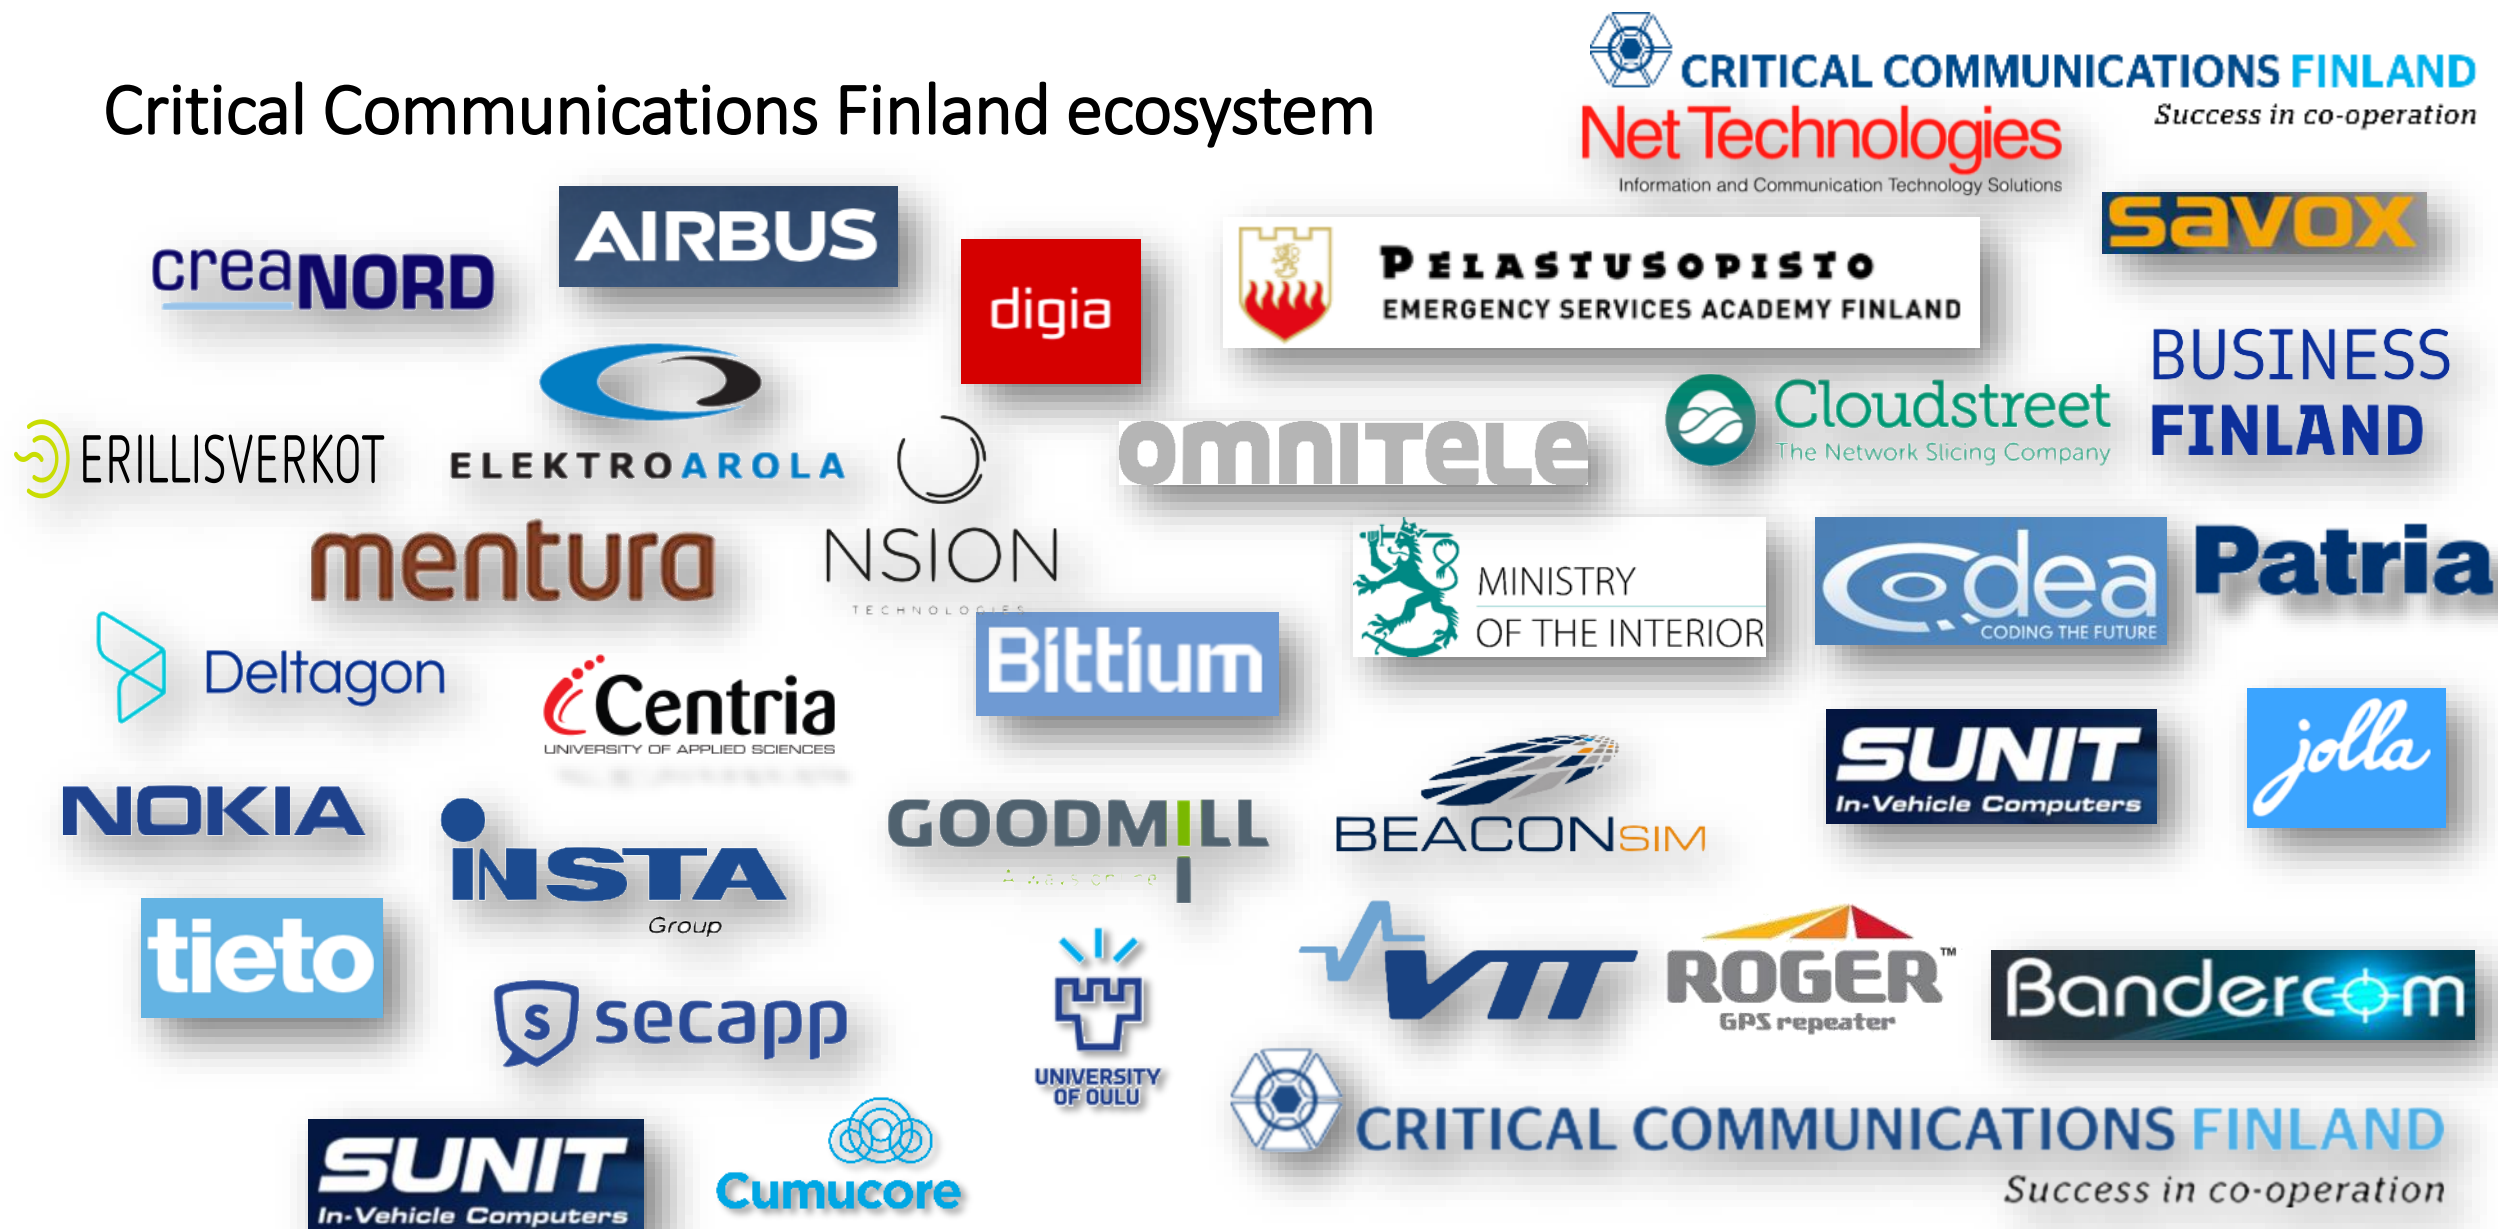 CRITICAL COMMUNICATIONS FINLAND
Success in co-operation
Critical Communications Finland ecosystem
Net Technologies
Information and Communication Technology Solutions
AIRBUS
savox
creaNORD
digia
PELASTUSOPISTO
EMERGENCY SERVICES ACADEMY FINLAND
BUSINESS
FINLAND
Cloudstreet
The Network Slicing Company
ERILLISVERKOT
ELEKTROAROLA
OMNITELE
mentura
NSION
TECHNOLOGIES
MINISTRY
OF THE INTERIOR
Codea
CODING THE FUTURE
Patria
Deltagon
Centria
UNIVERSITY OF APPLIED SCIENCES
Bittium
SUNIT
In-Vehicle Computers
jolla
NOKIA
INSTA
Group
GOODMILL
BEACONSIM
tieto
secapp
UNIVERSITY
OF OULU
VTT
ROGER™
GPS repeater
Bandercom
CRITICAL COMMUNICATIONS FINLAND
Success in co-operation
SUNIT
In-Vehicle Computers
Cumucore